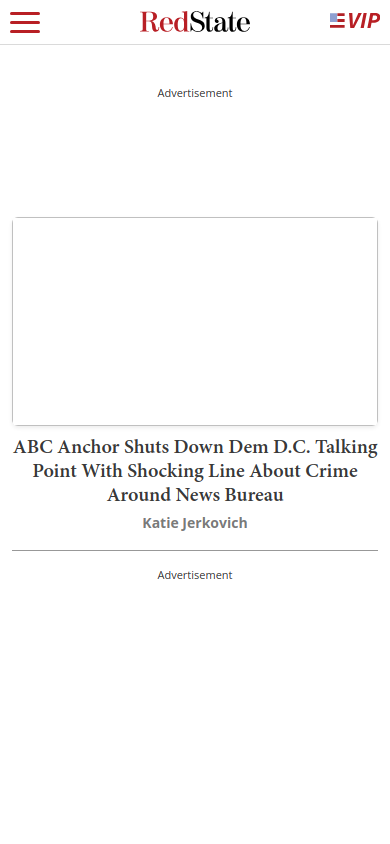 RedState
VIP
Advertisement
ABC Anchor Shuts Down Dem D.C. Talking
Point With Shocking Line About Crime
Around News Bureau
Katie Jerkovich
Advertisement